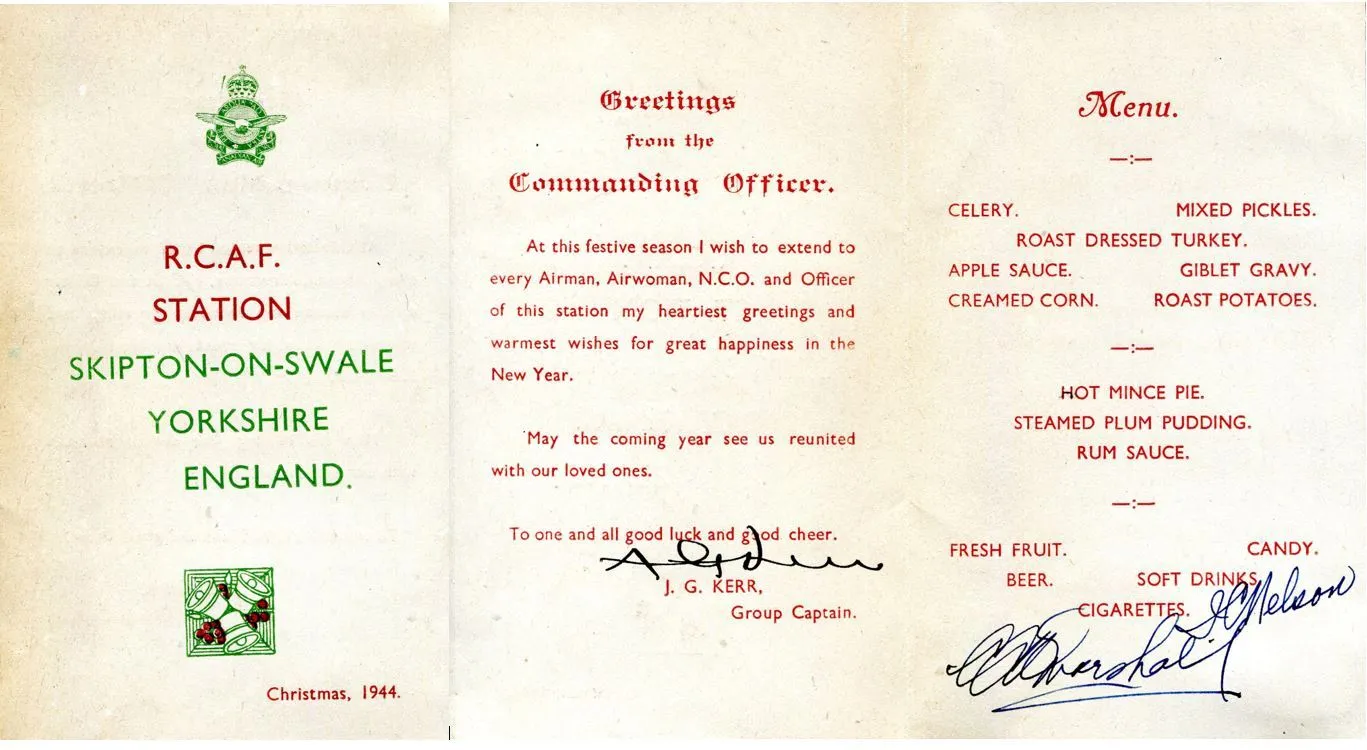 R.C.A.F.
STATION
SKIPTON-ON-SWALE
YORKSHIRE
ENGLAND.
Christmas, 1944.
Greetings
from the
Commanding Officer.
At this festive season I wish to extend to
every Airman, Airwoman, N.C.O. and Officer
of this station my heartiest greetings and
warmest wishes for great happiness in the
New Year.
May the coming year see us reunited
with our loved ones.
To one and all good luck and good cheer.
J. G. KERR,
Group Captain.
Menu.
—:—
CELERY. MIXED PICKLES.
ROAST DRESSED TURKEY.
APPLE SAUCE. GIBLET GRAVY.
CREAMED CORN. ROAST POTATOES.
—:—
HOT MINCE PIE.
STEAMED PLUM PUDDING.
RUM SAUCE.
—:—
FRESH FRUIT. CANDY.
BEER. SOFT DRINKS.
CIGARETTES.
Nelson
Marshall